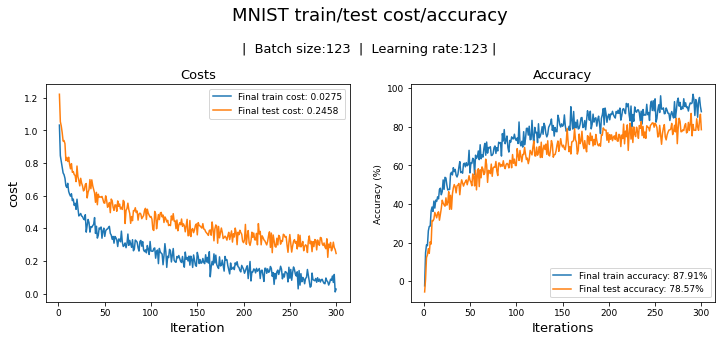 MNIST train/test cost/accuracy
| Batch size:123 | Learning rate:123 |
Costs
cost
1.2
1.0
0.8
0.6
0.4
0.2
0.0
Final train cost: 0.0275
Final test cost: 0.2458
0 50 100 150 200 250 300
Iteration
Accuracy
Accuracy (%)
100
80
60
40
20
0
Final train accuracy: 87.91%
Final test accuracy: 78.57%
0 50 100 150 200 250 300
Iterations